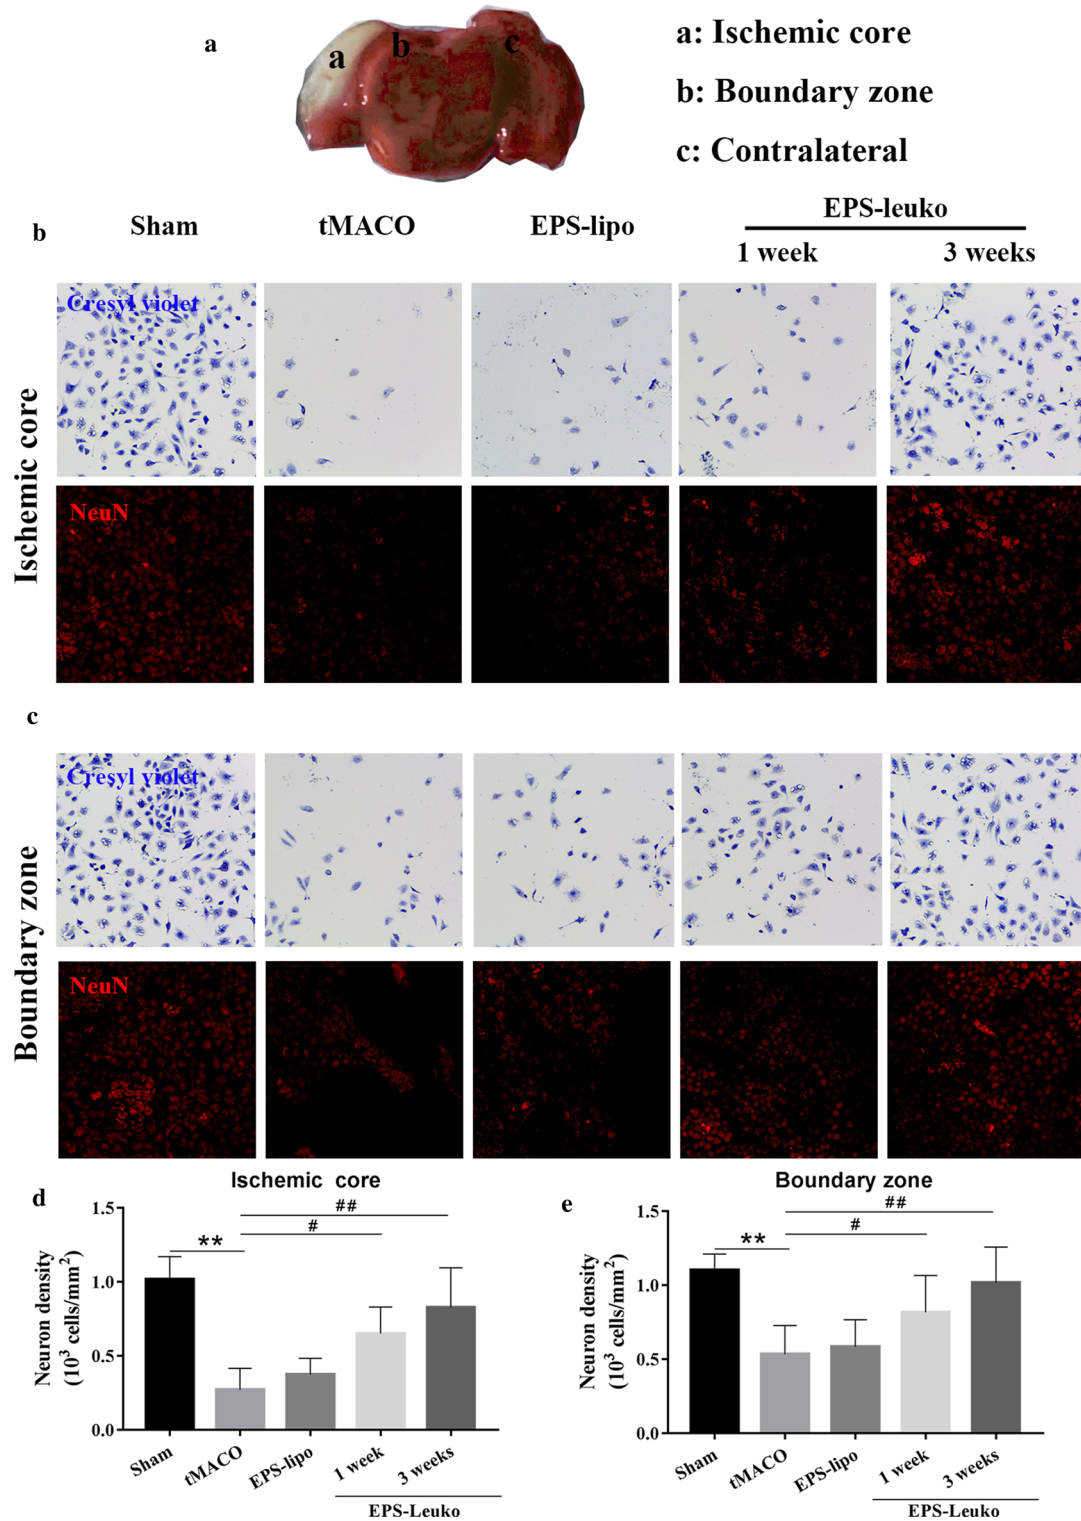 a
a
b
c
a: Ischemic core
b: Boundary zone
c: Contralateral
b
Sham
tMACO
EPS-lipo
EPS-leuko
1 week
3 weeks
Ischemic core
Cresyl violet
NeuN
c
Boundary zone
Cresyl violet
NeuN
d
Ischemic core
Neuron density
(10³ cells/mm²)
1.5
1.0
0.5
0.0
**
#
##
Sham
tMACO
EPS-lipo
1 week
3 weeks
EPS-Leuko
e
Boundary zone
Neuron density
(10³ cells/mm²)
1.5
1.0
0.5
0.0
**
#
##
Sham
tMACO
EPS-lipo
1 week
3 weeks
EPS-Leuko